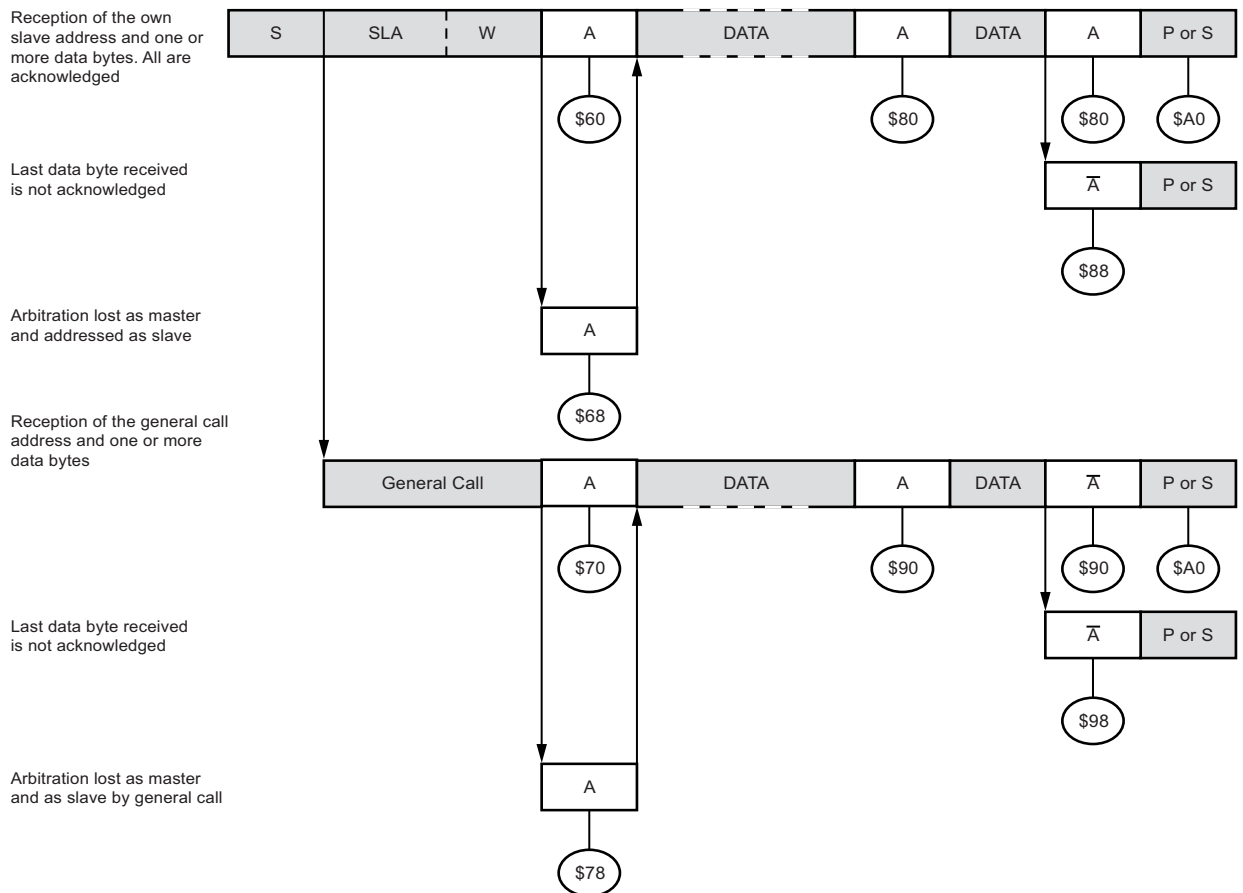 Reception of the own
slave address and one or
more data bytes. All are
acknowledged
S SLA W A DATA A DATA A P or S
$60 $80 $80 $A0
Last data byte received
is not acknowledged
A̅ P or S
$88
Arbitration lost as master
and addressed as slave
A
$68
Reception of the general call
address and one or more
data bytes
General Call A DATA A DATA A̅ P or S
$70 $90 $90 $A0
Last data byte received
is not acknowledged
A̅ P or S
$98
Arbitration lost as master
and as slave by general call
A
$78